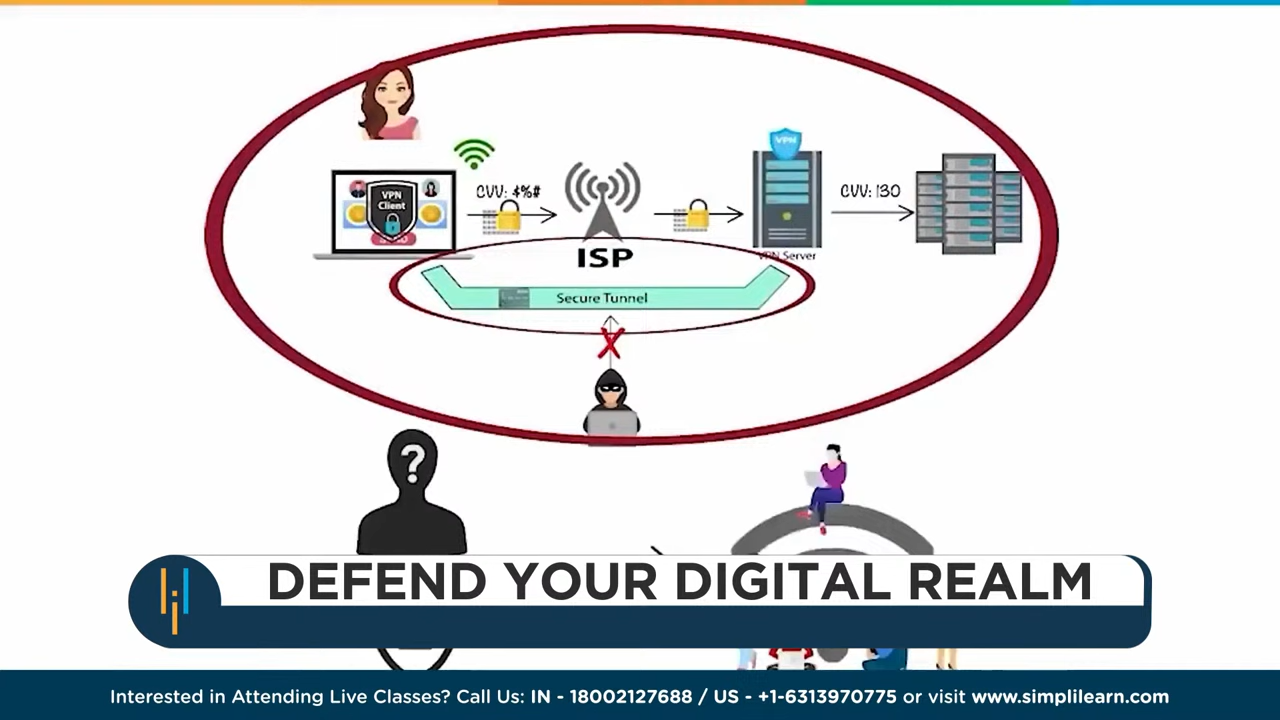 VPN
CVV: $%#
CVV: 130
VPN
Client
ISP
VPN Server
Secure Tunnel
X
?
DEFEND YOUR DIGITAL REALM
Interested in Attending Live Classes? Call Us: IN - 18002127688 / US - +1-6313970775 or visit www.simplilearn.com